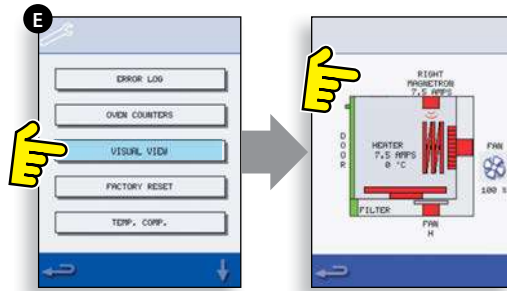 E
ERROR LOG
OVEN COUNTERS
VISUAL VIEW
FACTORY RESET
TEMP. COMP.
RIGHT
MAGNETRON
7.5 AMPS
DOOR
HEATER
7.5 AMPS
0 °C
FAN
100 %
FILTER
FAN
H